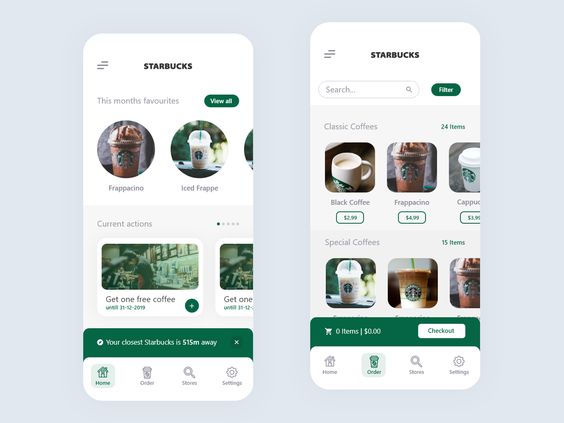 STARBUCKS
This months favourites
View all
Frappacino
Iced Frappe
Current actions
Get one free coffee
untill 31-12-2019
+
Get one
untill 31-12
Your closest Starbucks is 515m away
×
Home
Order
Stores
Settings
STARBUCKS
Search...
Filter
Classic Coffees
24 Items
Black Coffee
Frappacino
Cappuc
$2,99
$4,99
$3,99
Special Coffees
15 Items
0 Items | $0.00
Checkout
Home
Order
Stores
Settings